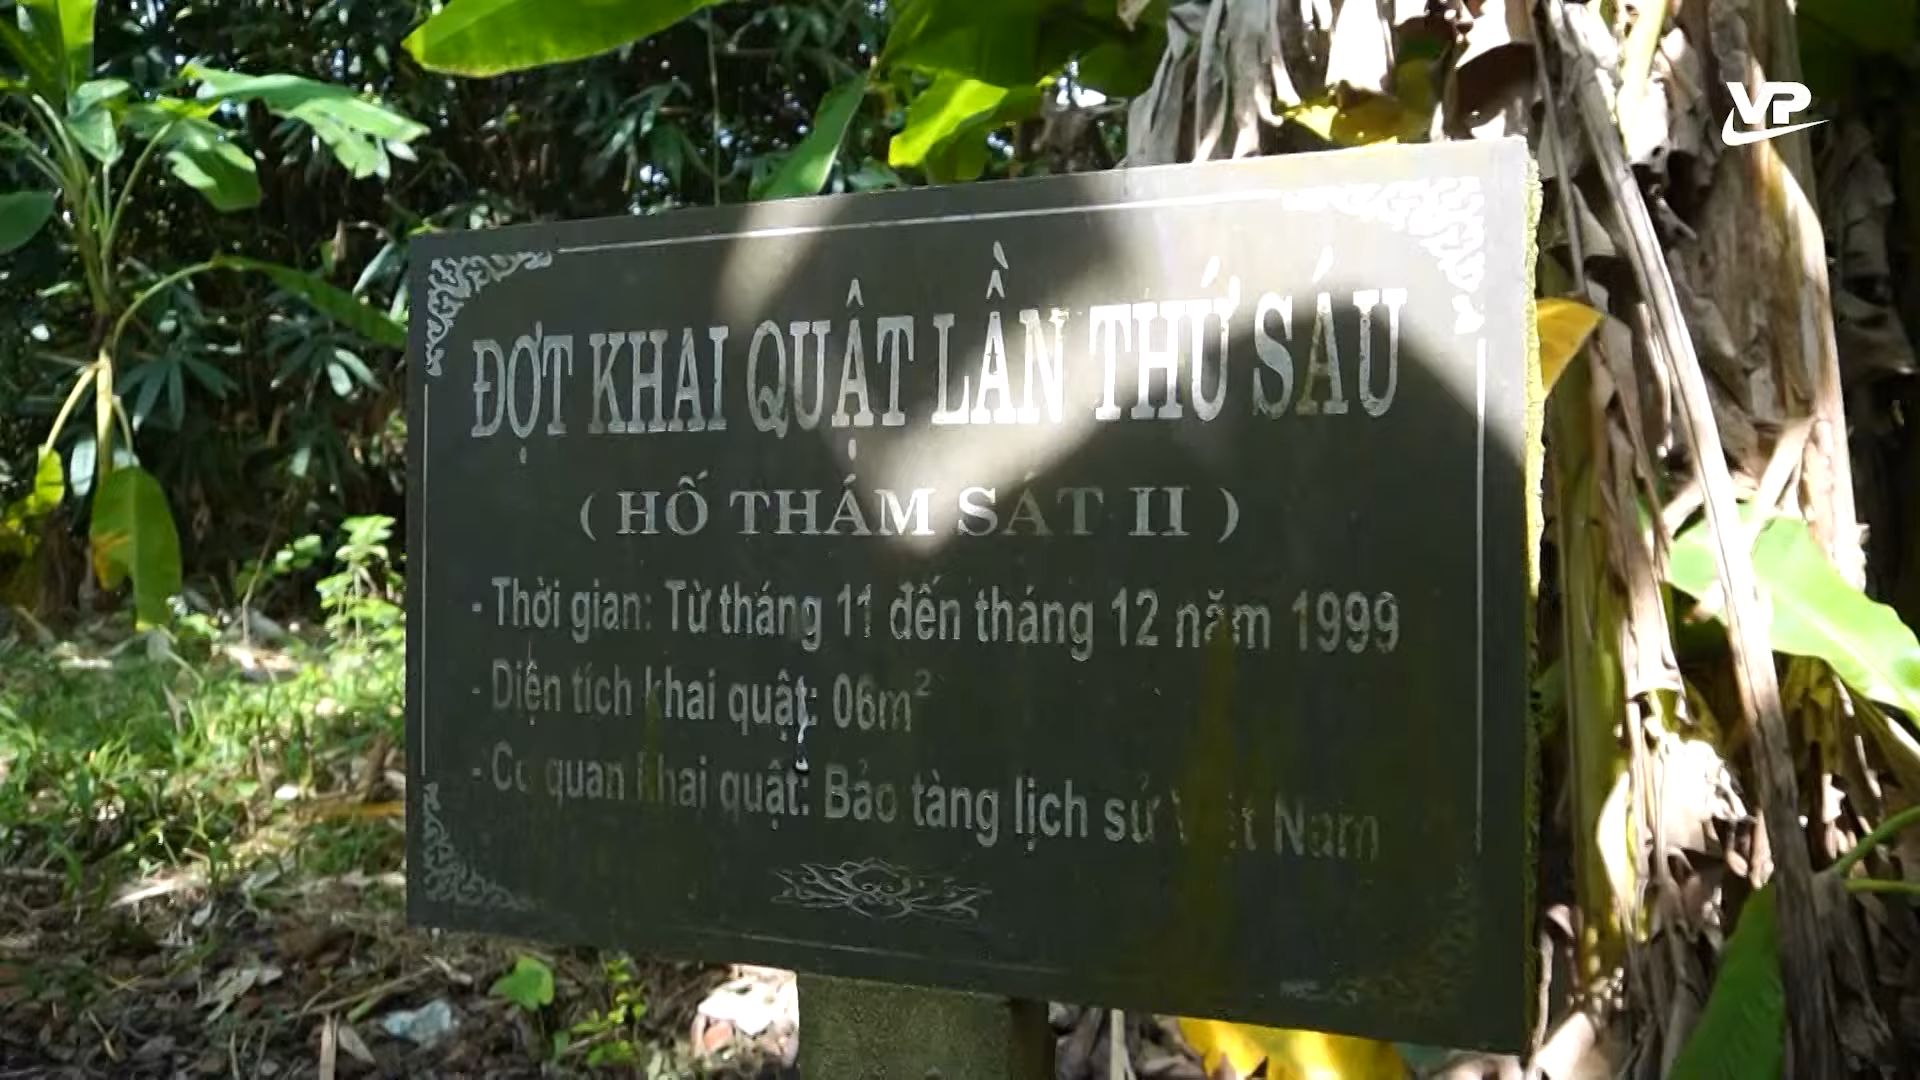 VP
ĐỢT KHAI QUẬT LẦN THỨ SÁU
( HỐ THÁM SÁT II )
- Thời gian: Từ tháng 11 đến tháng 12 năm 1999
- Diện tích khai quật: 06m²
- Cơ quan khai quật: Bảo tàng lịch sử Việt Nam